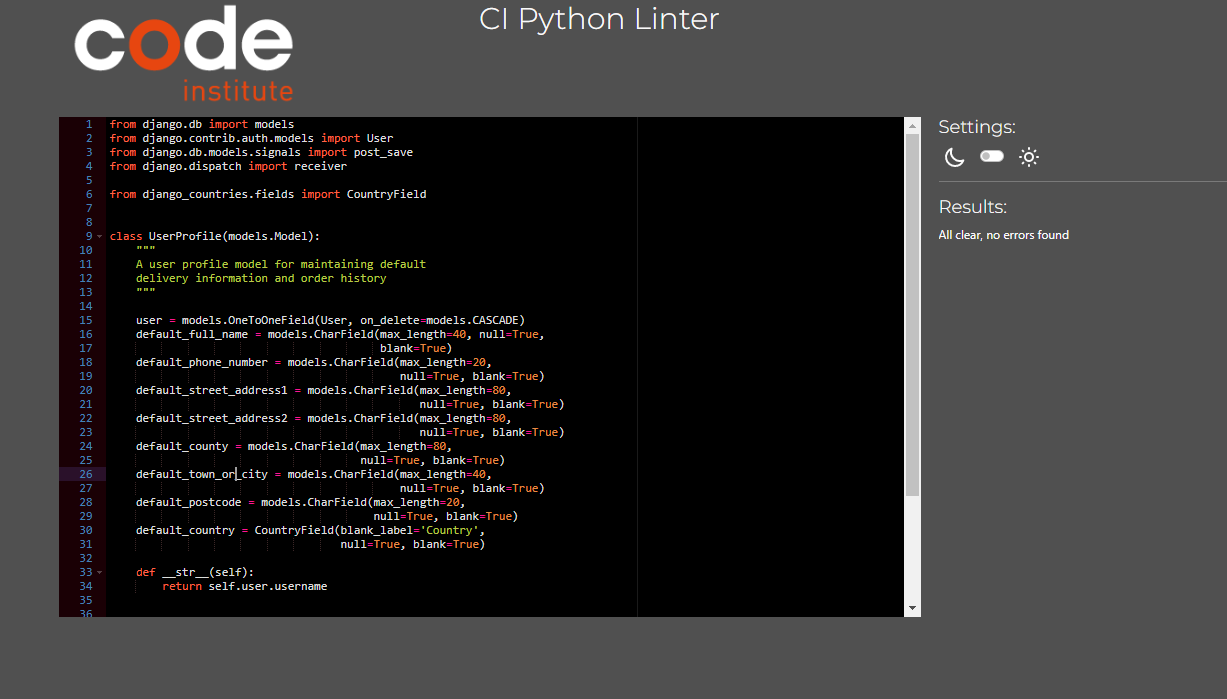 code
institute
CI Python Linter
1 from django.db import models
2 from django.contrib.auth.models import User
3 from django.db.models.signals import post_save
4 from django.dispatch import receiver
5
6 from django_countries.fields import CountryField
7
8
9 class UserProfile(models.Model):
10     """
11     A user profile model for maintaining default
12     delivery information and order history
13     """
14
15     user = models.OneToOneField(User, on_delete=models.CASCADE)
16     default_full_name = models.CharField(max_length=40, null=True,
17                                          blank=True)
18     default_phone_number = models.CharField(max_length=20,
19                                             null=True, blank=True)
20     default_street_address1 = models.CharField(max_length=80,
21                                                null=True, blank=True)
22     default_street_address2 = models.CharField(max_length=80,
23                                                null=True, blank=True)
24     default_county = models.CharField(max_length=80,
25                                       null=True, blank=True)
26     default_town_or_city = models.CharField(max_length=40,
27                                             null=True, blank=True)
28     default_postcode = models.CharField(max_length=20,
29                                         null=True, blank=True)
30     default_country = CountryField(blank_label='Country',
31                                    null=True, blank=True)
32
33     def __str__(self):
34         return self.user.username
35
36
Settings:
Results:
All clear, no errors found